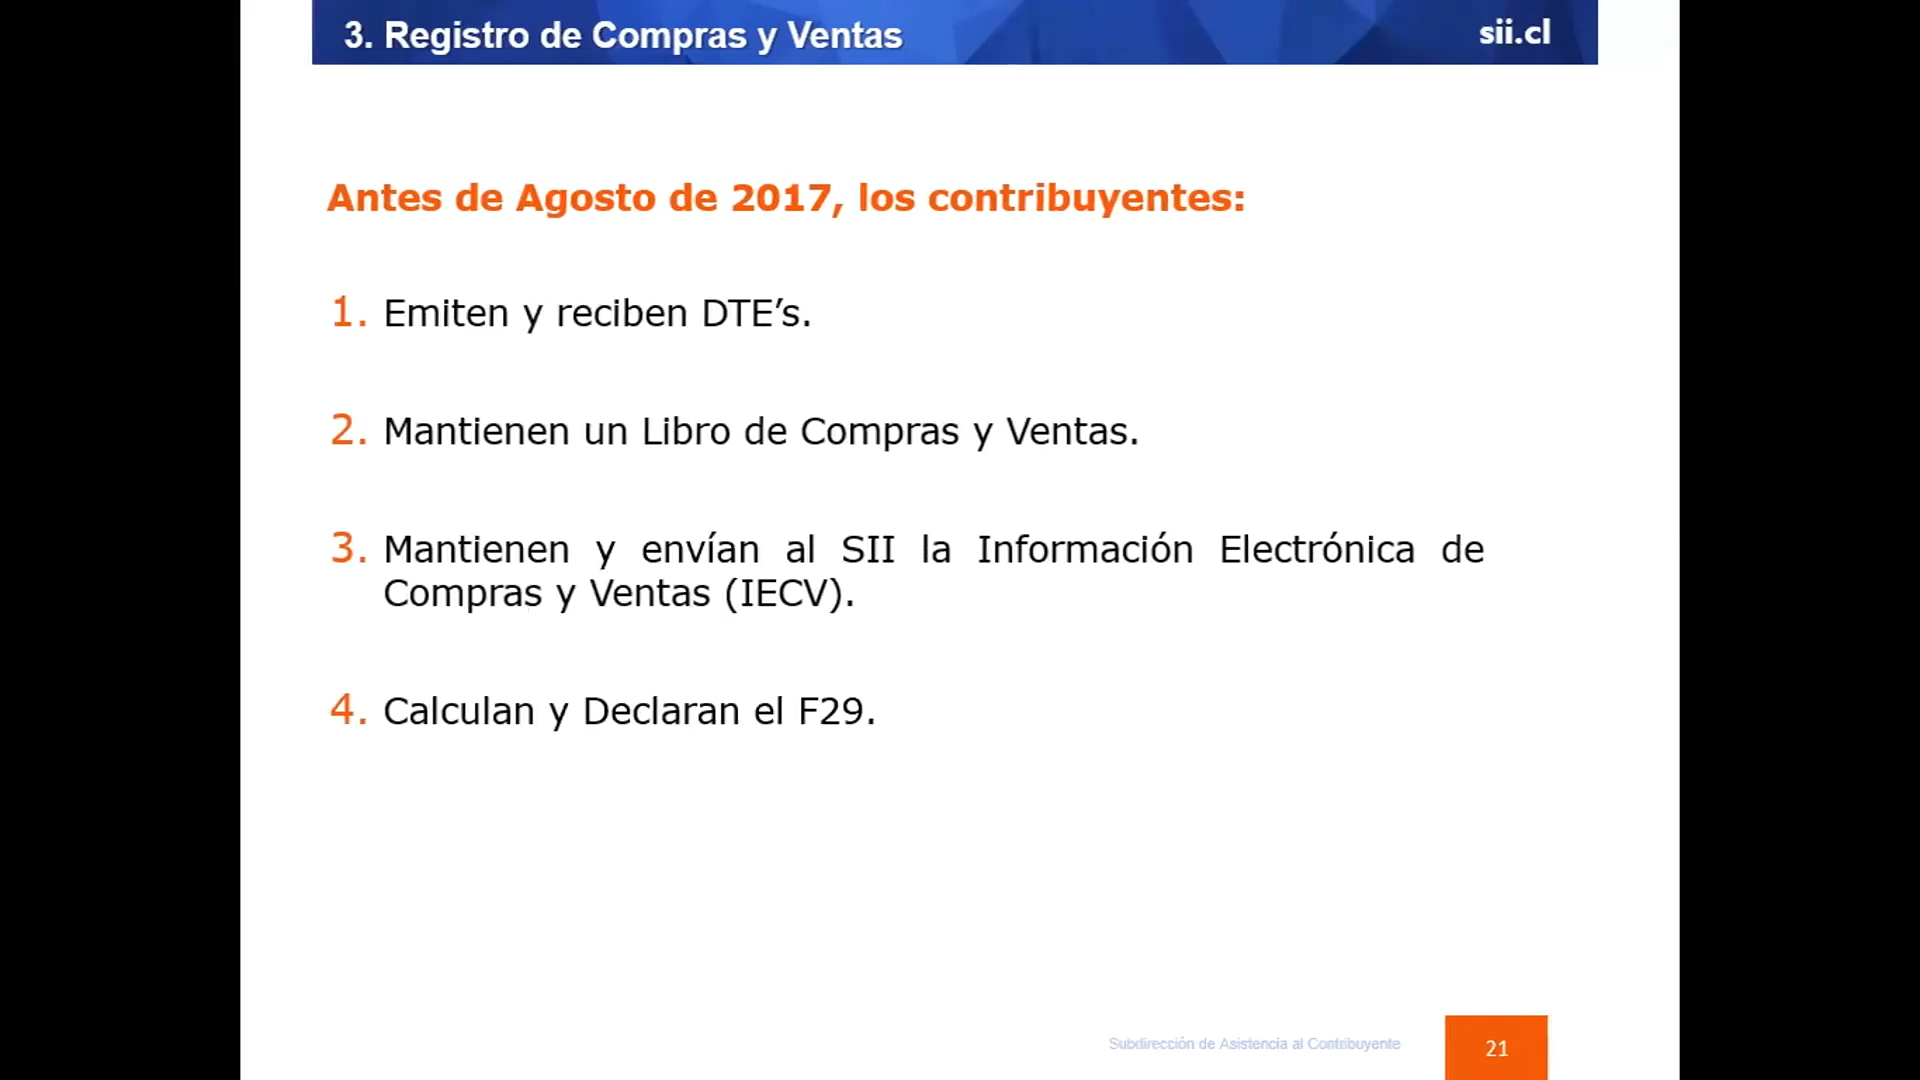 3. Registro de Compras y Ventas
sii.cl
Antes de Agosto de 2017, los contribuyentes:
1. Emiten y reciben DTE’s.
2. Mantienen un Libro de Compras y Ventas.
3. Mantienen y envían al SII la Información Electrónica de
Compras y Ventas (IECV).
4. Calculan y Declaran el F29.
Subdirección de Asistencia al Contribuyente
21